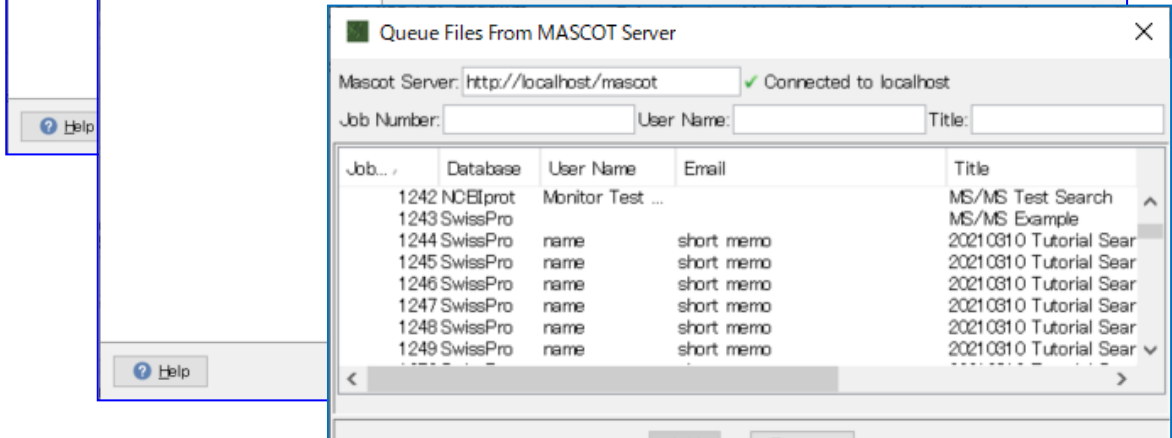 Queue Files From MASCOT Server
Mascot Server: http://localhost/mascot ✓ Connected to localhost
Job Number: User Name: Title:
Help
Job... Database User Name Email Title
1242 NCBIprot Monitor Test ... MS/MS Test Search
1243 SwissPro MS/MS Example
1244 SwissPro name short memo 20210310 Tutorial Sear
1245 SwissPro name short memo 20210310 Tutorial Sear
1246 SwissPro name short memo 20210310 Tutorial Sear
1247 SwissPro name short memo 20210310 Tutorial Sear
1248 SwissPro name short memo 20210310 Tutorial Sear
1249 SwissPro name short memo 20210310 Tutorial Sear
Help